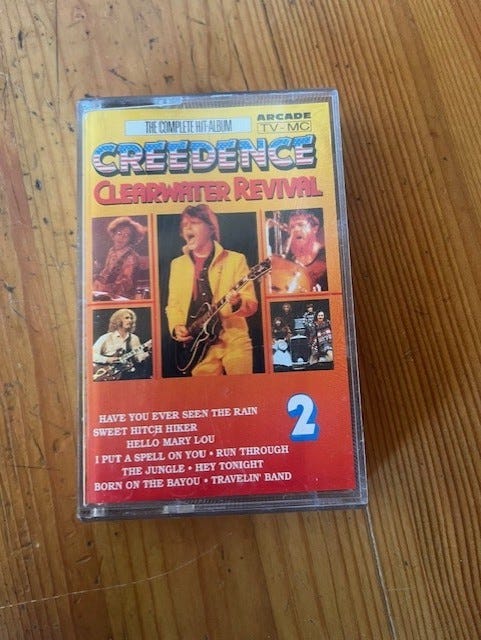 THE COMPLETE HIT-ALBUM
ARCADE
TV-MC
CREEDENCE
CLEARWATER REVIVAL
HAVE YOU EVER SEEN THE RAIN
SWEET HITCH HIKER
HELLO MARY LOU
I PUT A SPELL ON YOU • RUN THROUGH
THE JUNGLE • HEY TONIGHT
BORN ON THE BAYOU • TRAVELIN' BAND
2